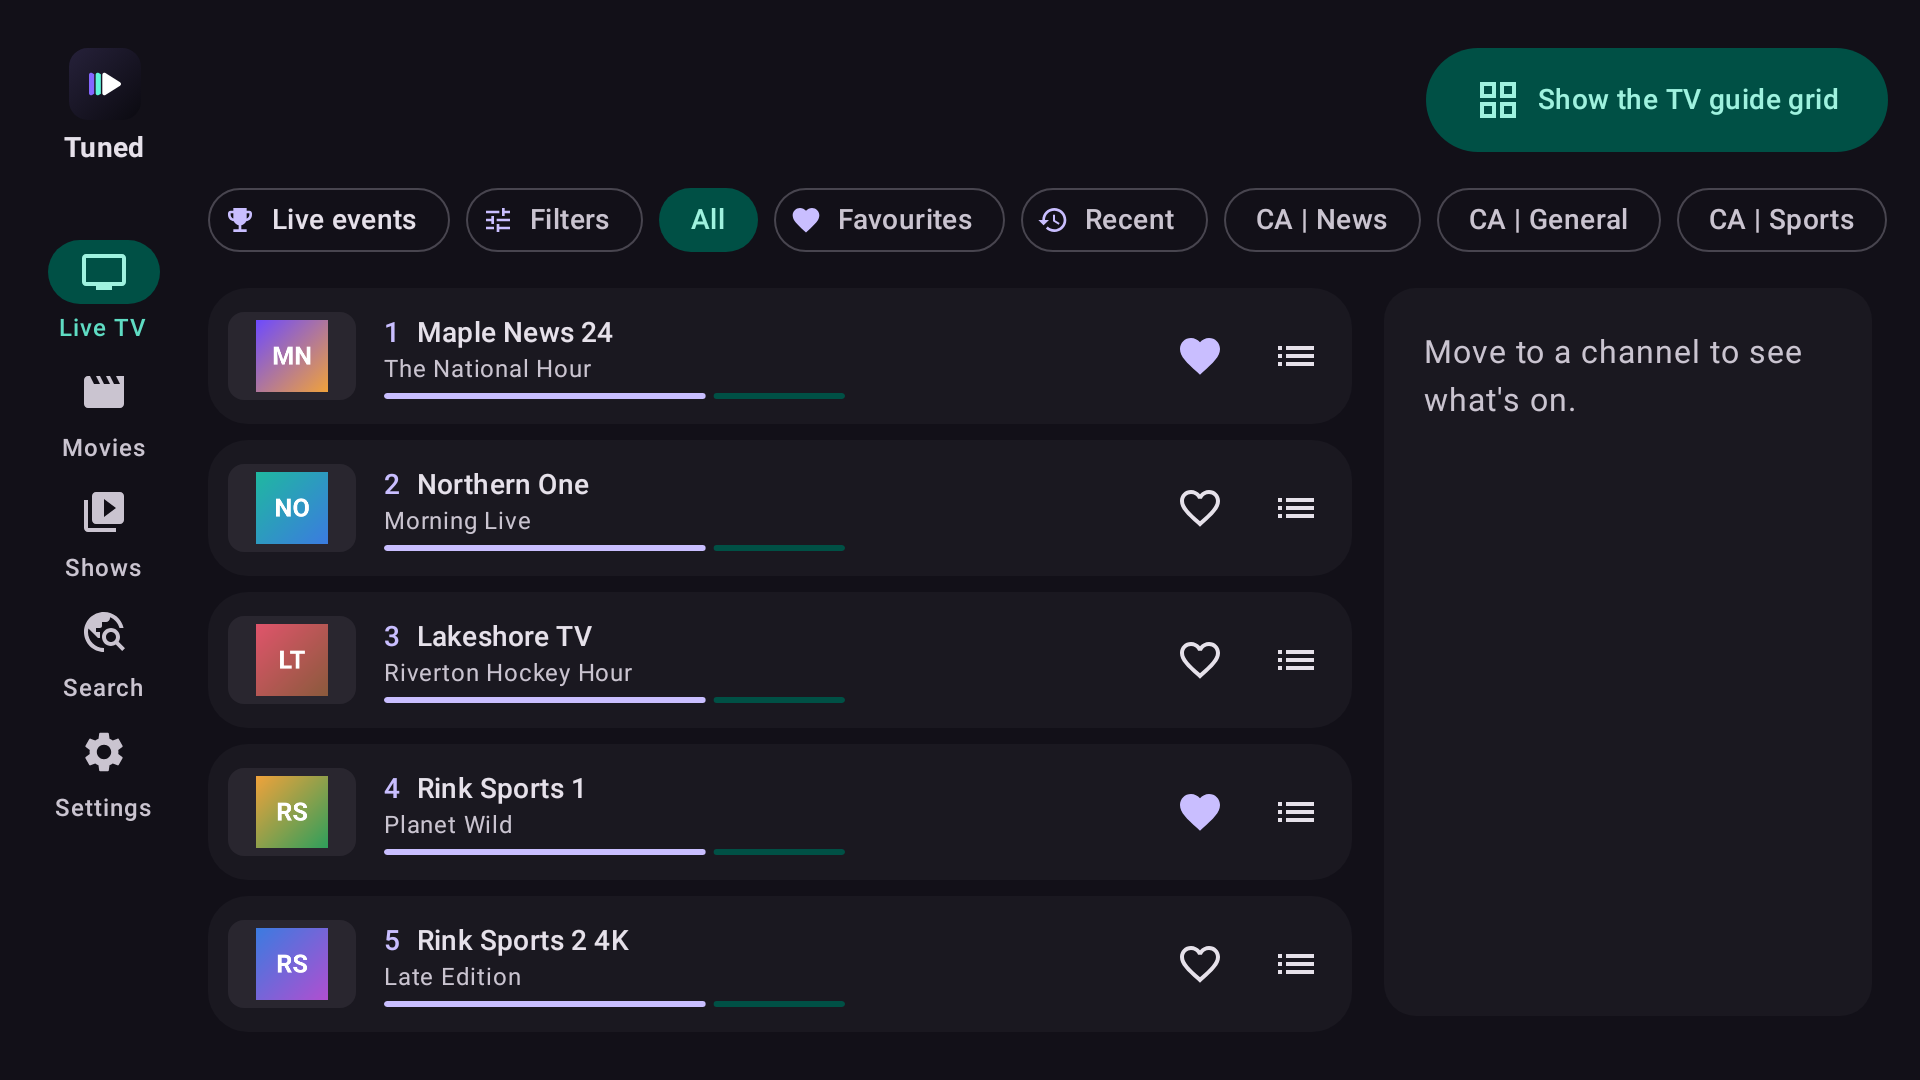 Tuned
Show the TV guide grid
Live events
Filters
All
Favourites
Recent
CA | News
CA | General
CA | Sports
Live TV
Movies
Shows
Search
Settings
MN
1 Maple News 24
The National Hour
NO
2 Northern One
Morning Live
LT
3 Lakeshore TV
Riverton Hockey Hour
RS
4 Rink Sports 1
Planet Wild
RS
5 Rink Sports 2 4K
Late Edition
Move to a channel to see
what's on.